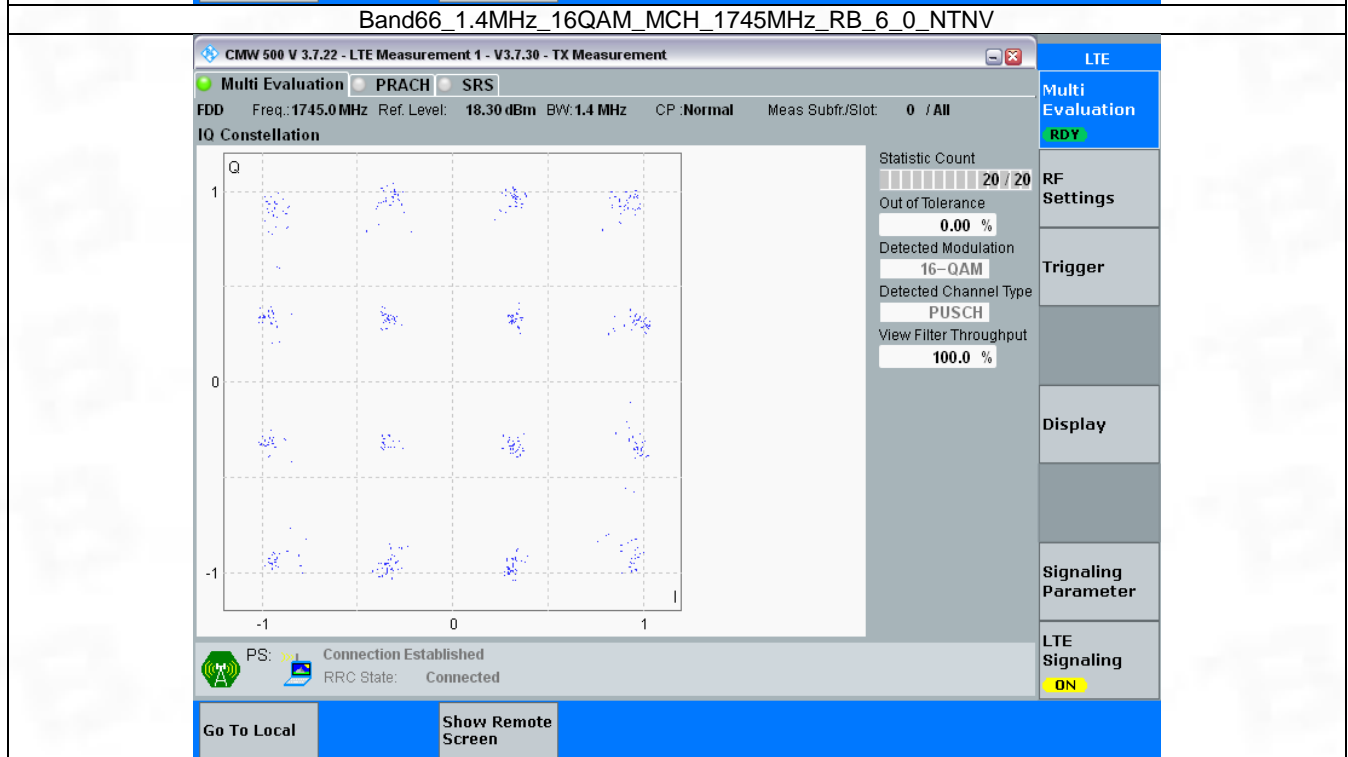 Band66_1.4MHz_16QAM_MCH_1745MHz_RB_6_0_NTNV
CMW 500 V 3.7.22 - LTE Measurement 1 - V3.7.30 - TX Measurement
LTE
Multi Evaluation PRACH SRS
FDD Freq.:1745.0 MHz Ref. Level: 18.30 dBm BW:1.4 MHz CP :Normal Meas Subfr./Slot: 0 / All
IQ Constellation
Q
1
0
-1
-1 0 1
I
Statistic Count
20 / 20
Out of Tolerance
0.00 %
Detected Modulation
16-QAM
Detected Channel Type
PUSCH
View Filter Throughput
100.0 %
Multi
Evaluation
RDY
RF
Settings
Trigger
Display
Signaling
Parameter
LTE
Signaling
ON
PS: Connection Established
RRC State: Connected
Go To Local
Show Remote
Screen